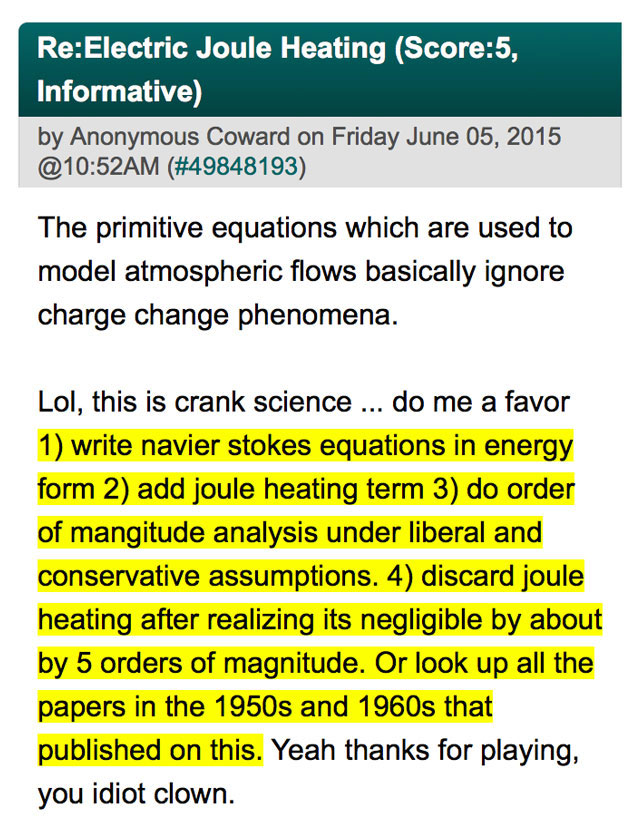 Re:Electric Joule Heating (Score:5,
Informative)
by Anonymous Coward on Friday June 05, 2015
@10:52AM (#49848193)
The primitive equations which are used to
model atmospheric flows basically ignore
charge change phenomena.
Lol, this is crank science ... do me a favor
1) write navier stokes equations in energy
form 2) add joule heating term 3) do order
of mangitude analysis under liberal and
conservative assumptions. 4) discard joule
heating after realizing its negligible by about
by 5 orders of magnitude. Or look up all the
papers in the 1950s and 1960s that
published on this. Yeah thanks for playing,
you idiot clown.